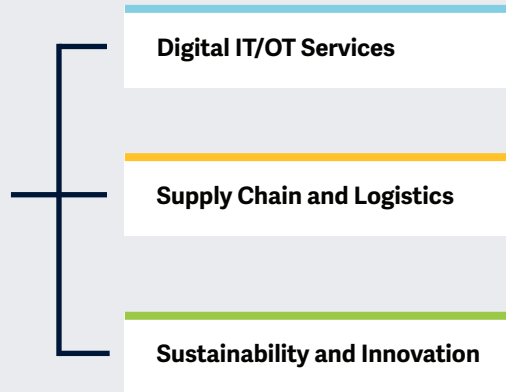 Digital IT/OT Services
Supply Chain and Logistics
Sustainability and Innovation